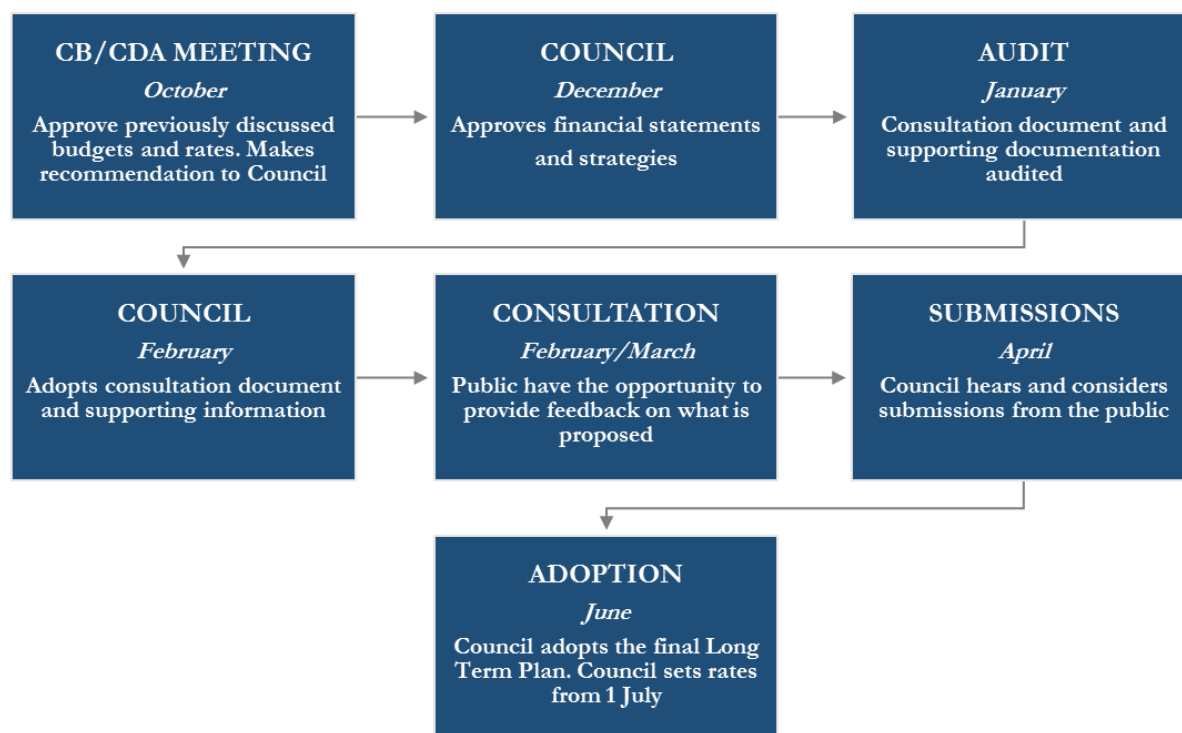 CB/CDA MEETING
October
Approve previously discussed
budgets and rates. Makes
recommendation to Council
COUNCIL
December
Approves financial statements
and strategies
AUDIT
January
Consultation document and
supporting documentation
audited
COUNCIL
February
Adopts consultation document
and supporting information
CONSULTATION
February/March
Public have the opportunity to
provide feedback on what is
proposed
SUBMISSIONS
April
Council hears and considers
submissions from the public
ADOPTION
June
Council adopts the final Long
Term Plan. Council sets rates
from 1 July